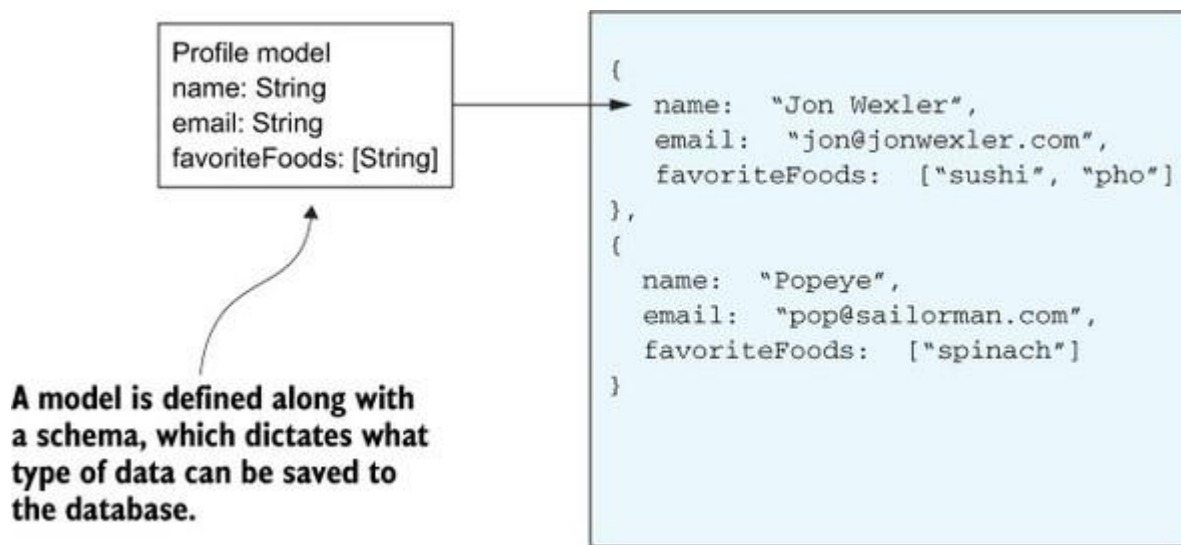 Profile model
name: String
email: String
favoriteFoods: [String]
{
name: “Jon Wexler”,
email: “jon@jonwexler.com”,
favoriteFoods: [“sushi”, “pho”]
},
{
name: “Popeye”,
email: “pop@sailorman.com”,
favoriteFoods: [“spinach”]
}
A model is defined along with
a schema, which dictates what
type of data can be saved to
the database.